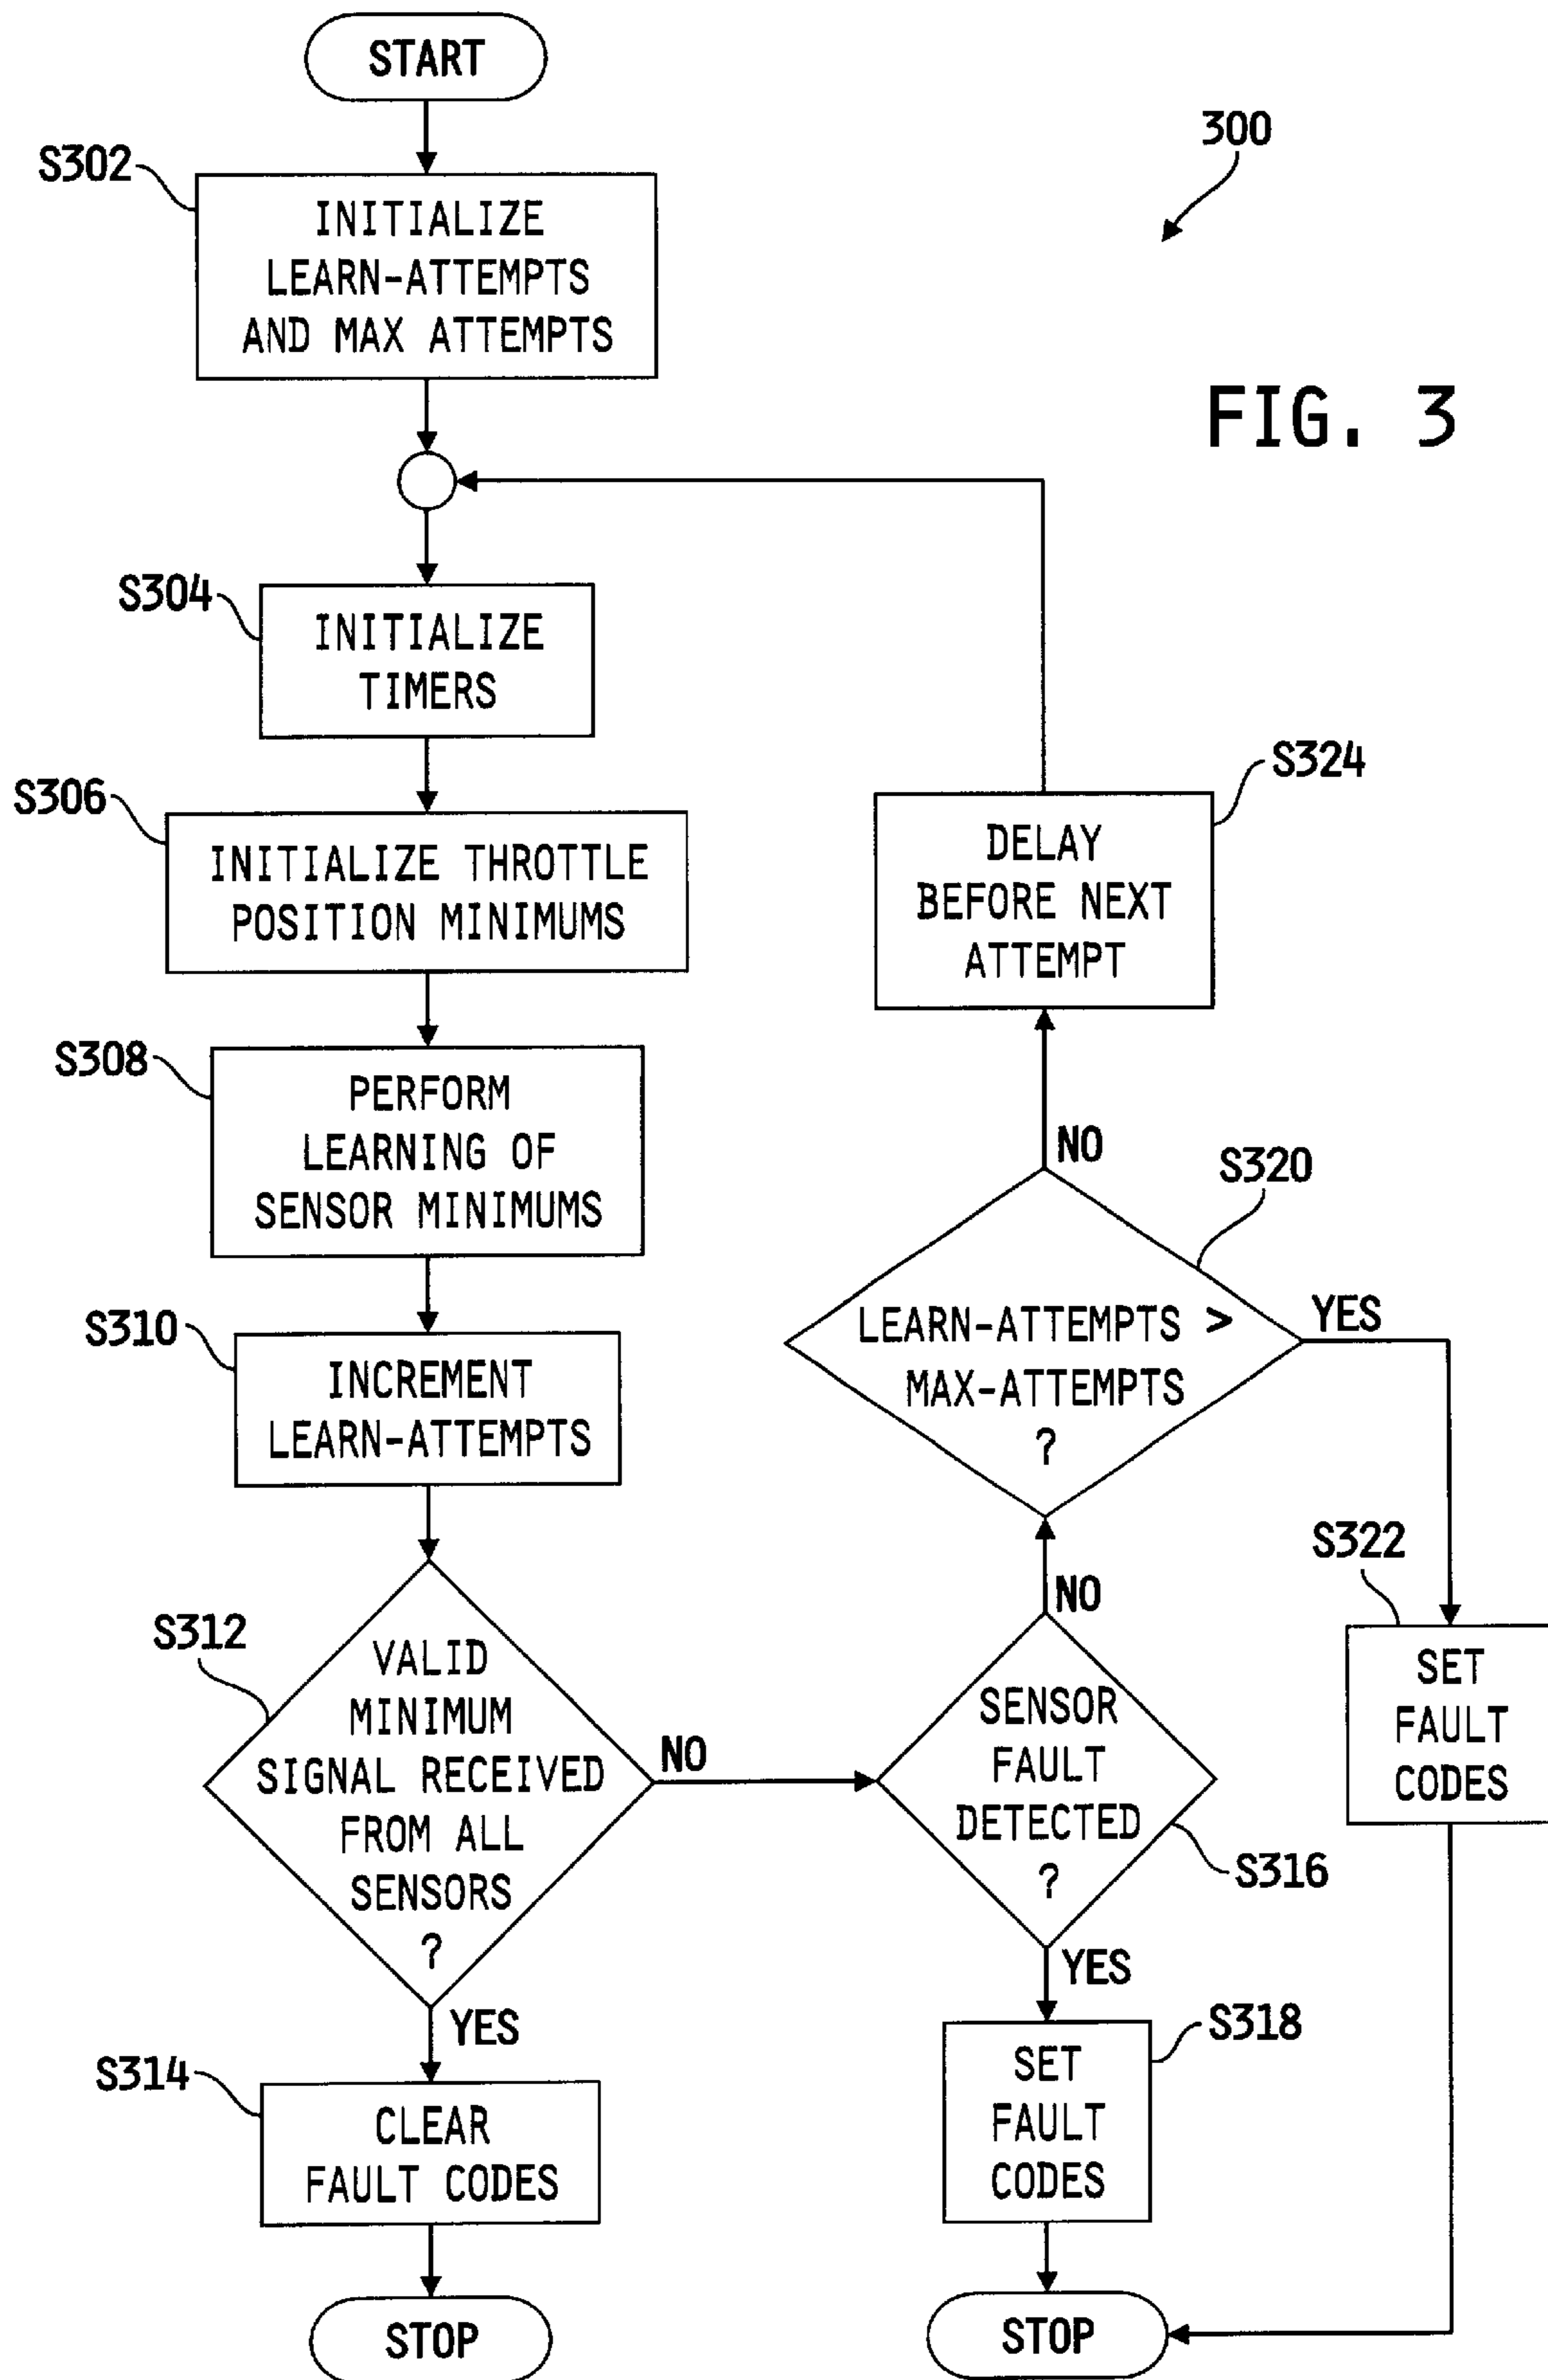 START
S302
INITIALIZE
LEARN-ATTEMPTS
AND MAX ATTEMPTS
300
FIG. 3
S304
INITIALIZE
TIMERS
S306
INITIALIZE THROTTLE
POSITION MINIMUMS
S308
PERFORM
LEARNING OF
SENSOR MINIMUMS
S310
INCREMENT
LEARN-ATTEMPTS
S312
VALID
MINIMUM
SIGNAL RECEIVED
FROM ALL
SENSORS
?
NO
YES
S314
CLEAR
FAULT CODES
STOP
S324
DELAY
BEFORE NEXT
ATTEMPT
NO
S320
LEARN-ATTEMPTS >
MAX-ATTEMPTS
?
YES
S322
SET
FAULT
CODES
NO
SENSOR
FAULT
DETECTED
?
S316
YES
S318
SET
FAULT
CODES
STOP